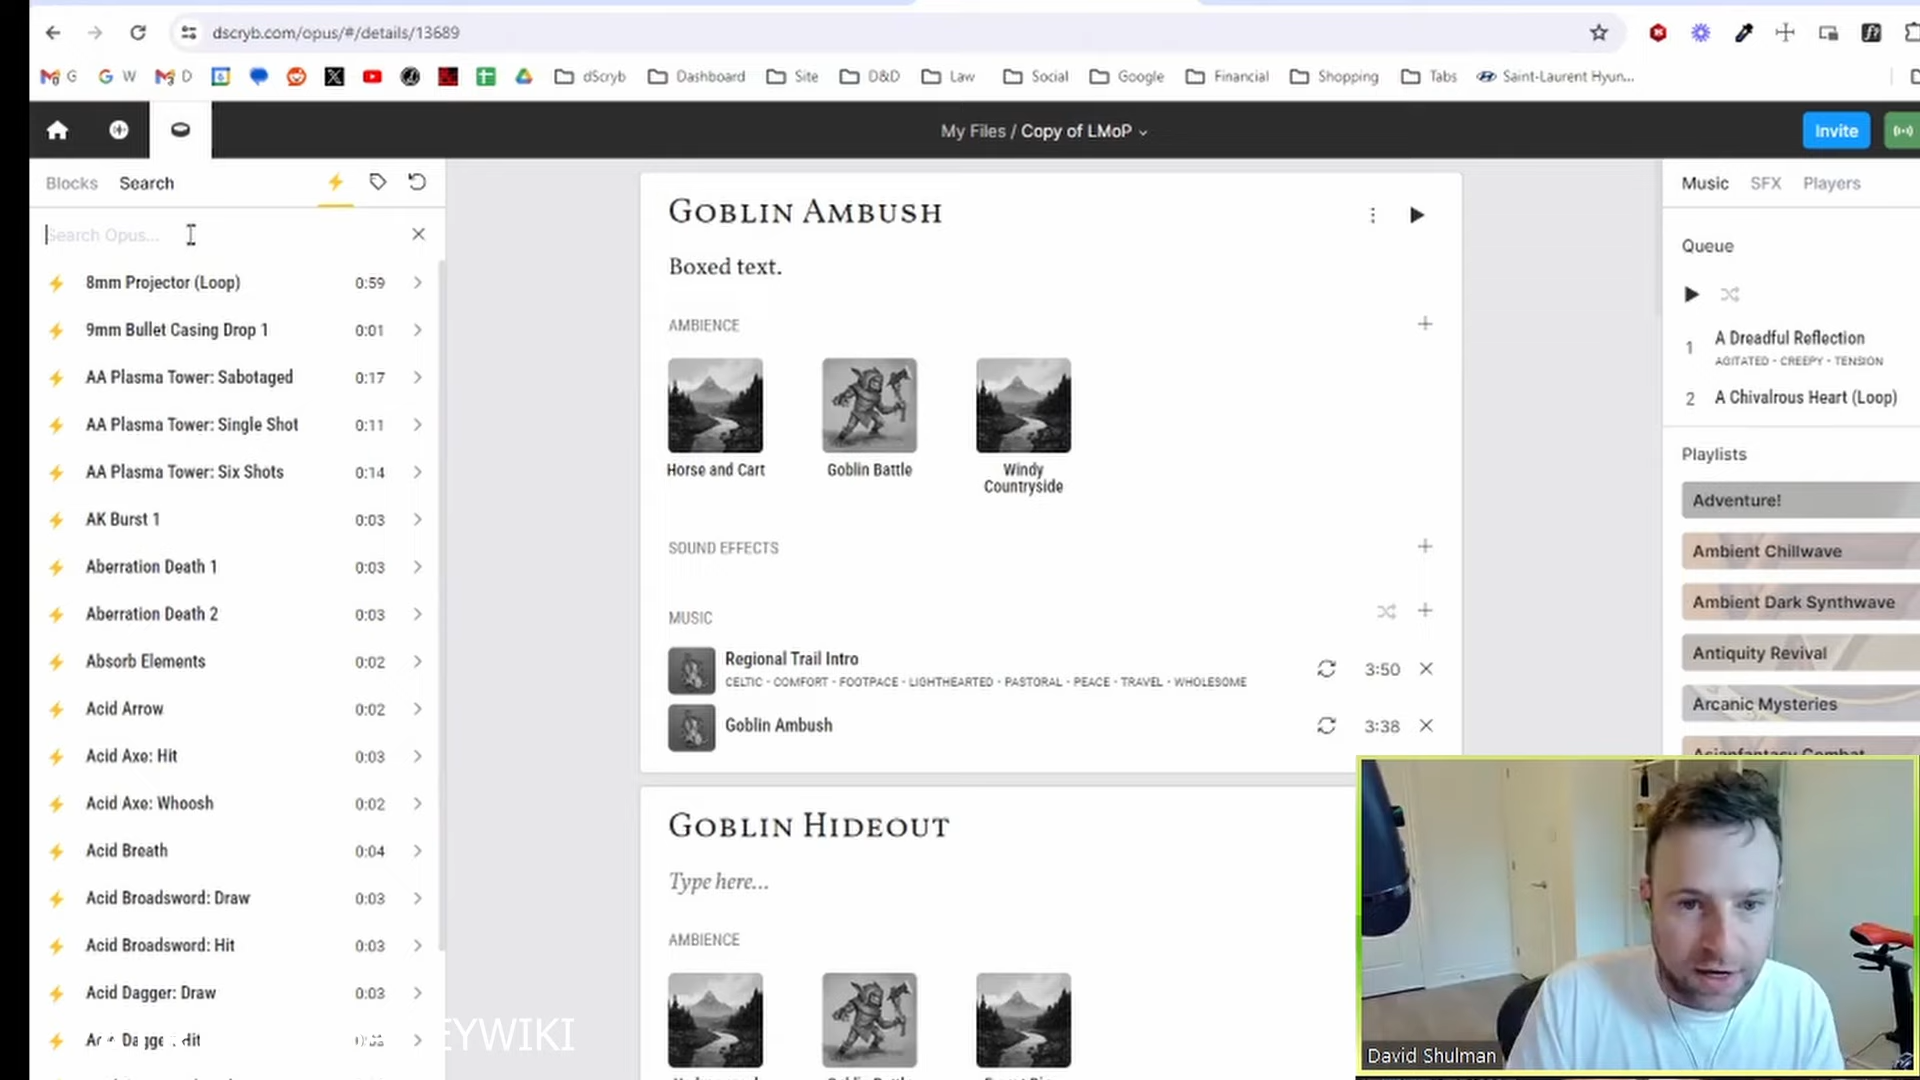 dscryb.com/opus/#/details/13689
G
W
D
dScryb
Dashboard
Site
D&D
Law
Social
Google
Financial
Shopping
Tabs
Saint-Laurent Hyun...
My Files / Copy of LMoP
Invite
Blocks
Search
Search Opus...
8mm Projector (Loop) 0:59
9mm Bullet Casing Drop 1 0:01
AA Plasma Tower: Sabotaged 0:17
AA Plasma Tower: Single Shot 0:11
AA Plasma Tower: Six Shots 0:14
AK Burst 1 0:03
Aberration Death 1 0:03
Aberration Death 2 0:03
Absorb Elements 0:02
Acid Arrow 0:02
Acid Axe: Hit 0:03
Acid Axe: Whoosh 0:02
Acid Breath 0:04
Acid Broadsword: Draw 0:03
Acid Broadsword: Hit 0:03
Acid Dagger: Draw 0:03
EYWIKI
Goblin Ambush
Boxed text.
AMBIENCE
Horse and Cart
Goblin Battle
Windy
Countryside
SOUND EFFECTS
MUSIC
Regional Trail Intro 3:50
CELTIC - COMFORT - FOOTPACE - LIGHTHEARTED - PASTORAL - PEACE - TRAVEL - WHOLESOME
Goblin Ambush 3:38
Goblin Hideout
Type here...
AMBIENCE
Music
SFX
Players
Queue
1 A Dreadful Reflection
AGITATED - CREEPY - TENSION
2 A Chivalrous Heart (Loop)
Playlists
Adventure!
Ambient Chillwave
Ambient Dark Synthwave
Antiquity Revival
Arcanic Mysteries
David Shulman